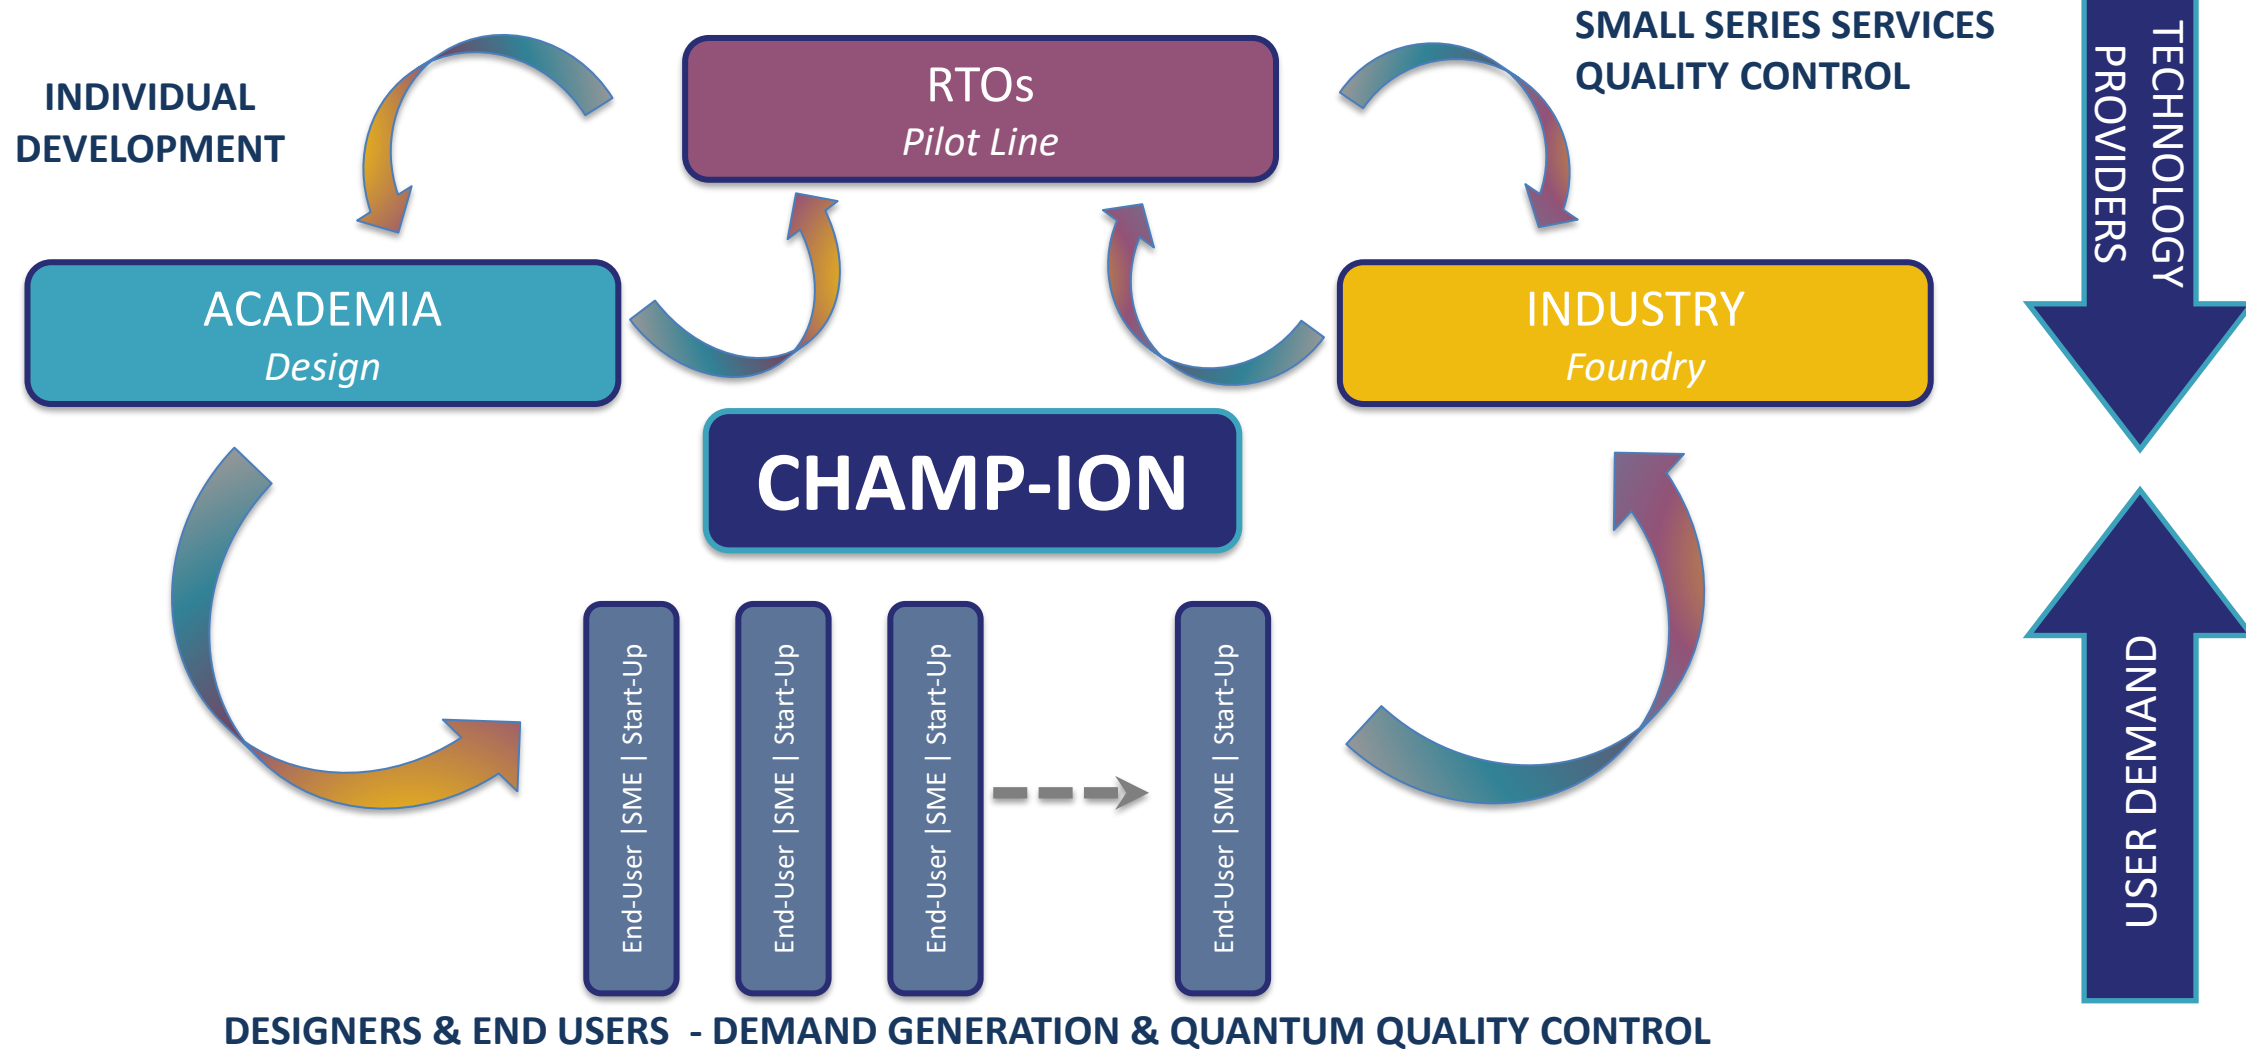 INDIVIDUAL
DEVELOPMENT
RTOs
Pilot Line
SMALL SERIES SERVICES
QUALITY CONTROL
TECHNOLOGY
PROVIDERS
ACADEMIA
Design
INDUSTRY
Foundry
CHAMP-ION
End-User |SME | Start-Up
End-User |SME | Start-Up
End-User |SME | Start-Up
End-User |SME | Start-Up
USER DEMAND
DESIGNERS & END USERS - DEMAND GENERATION & QUANTUM QUALITY CONTROL